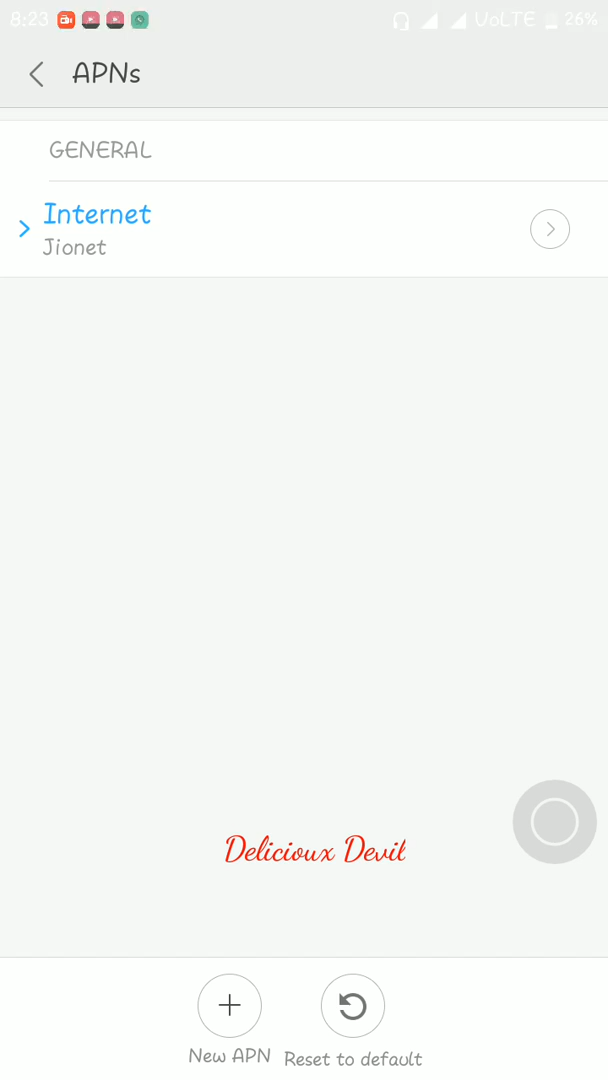 8:23 VoLTE 26%
APNs
GENERAL
Internet
Jionet
Delicioux Devil
New APN Reset to default